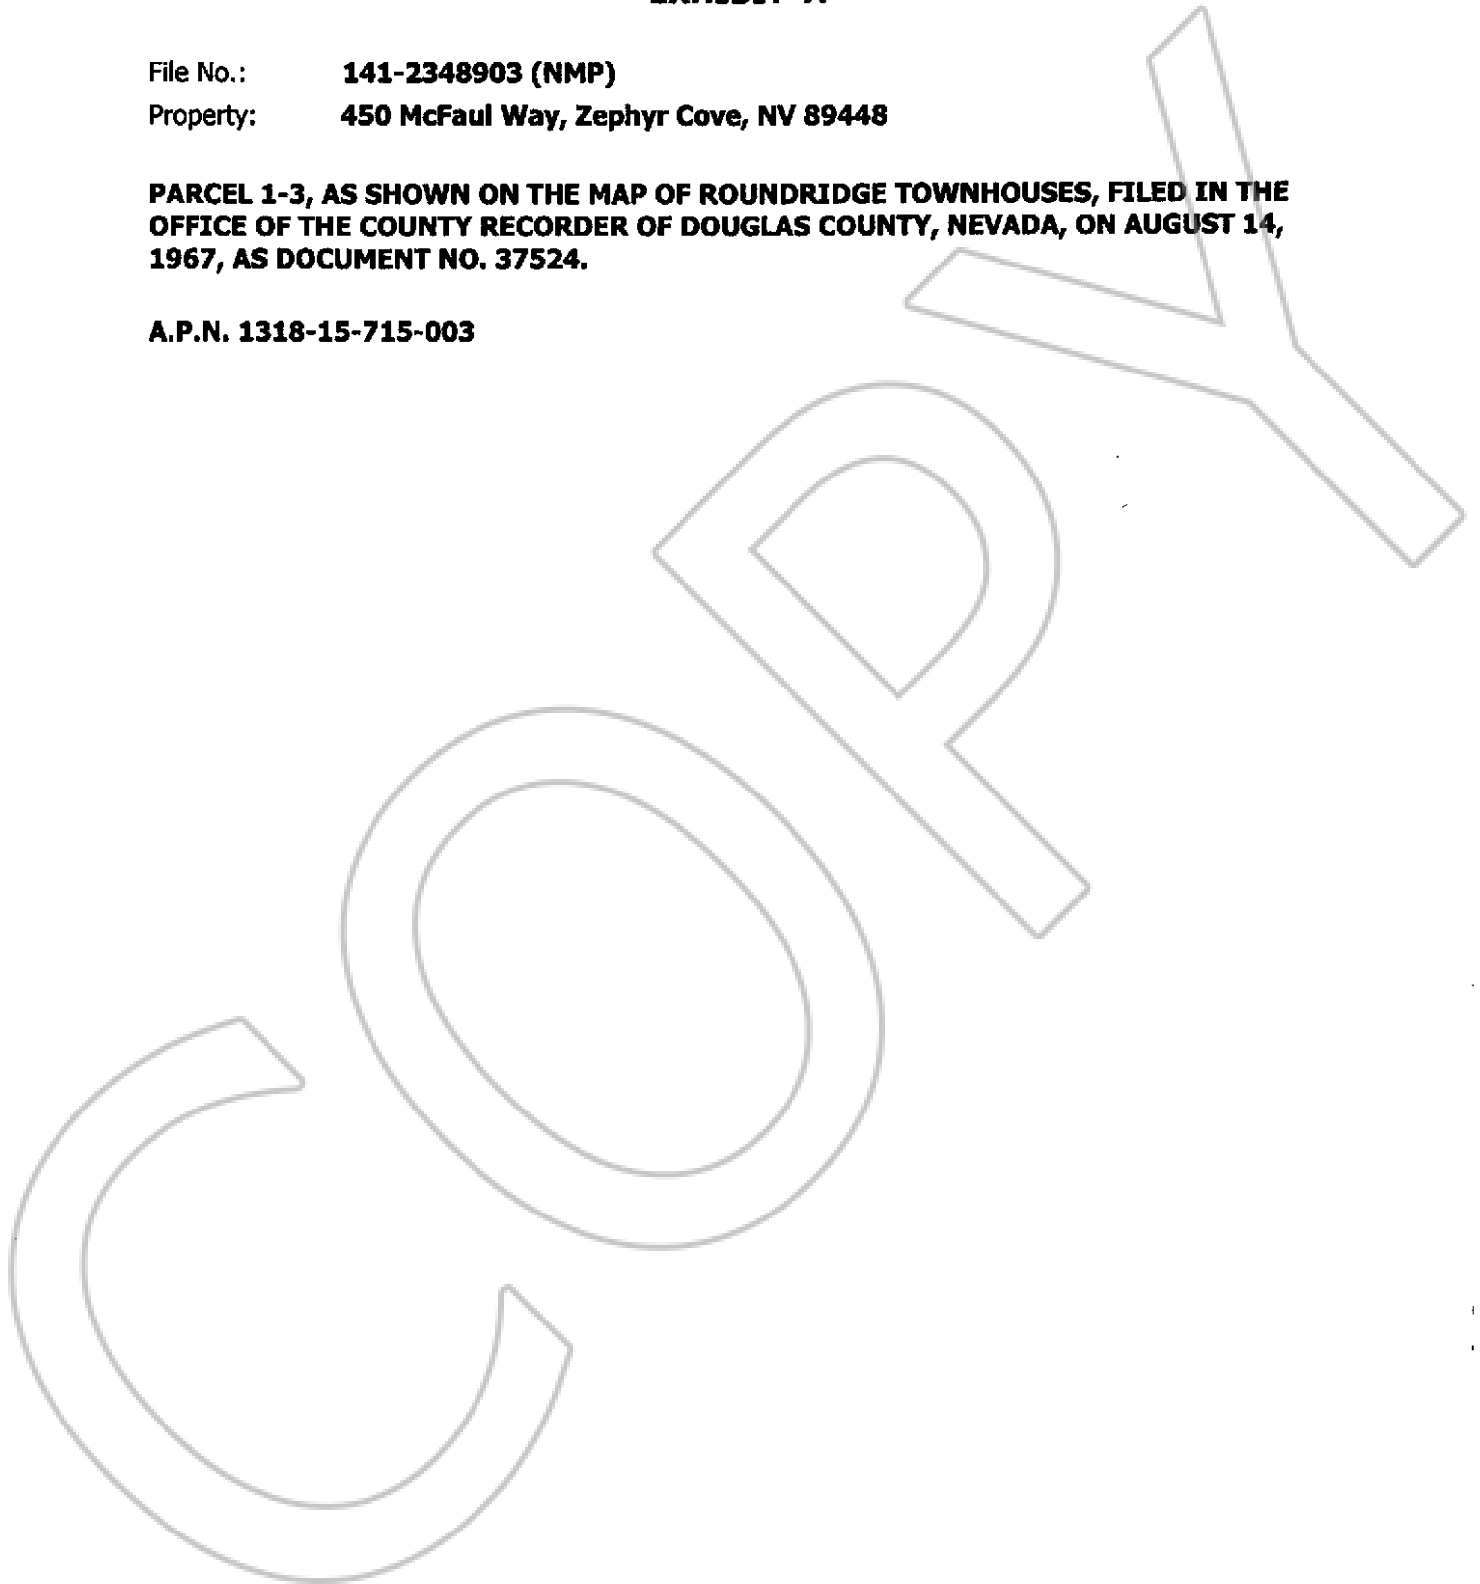 File No.: 141-2348903 (NMP)
Property: 450 McFaul Way, Zephyr Cove, NV 89448
PARCEL 1-3, AS SHOWN ON THE MAP OF ROUNDRIDGE TOWNHOUSES, FILED IN THE
OFFICE OF THE COUNTY RECORDER OF DOUGLAS COUNTY, NEVADA, ON AUGUST 14,
1967, AS DOCUMENT NO. 37524.
A.P.N. 1318-15-715-003
COPY